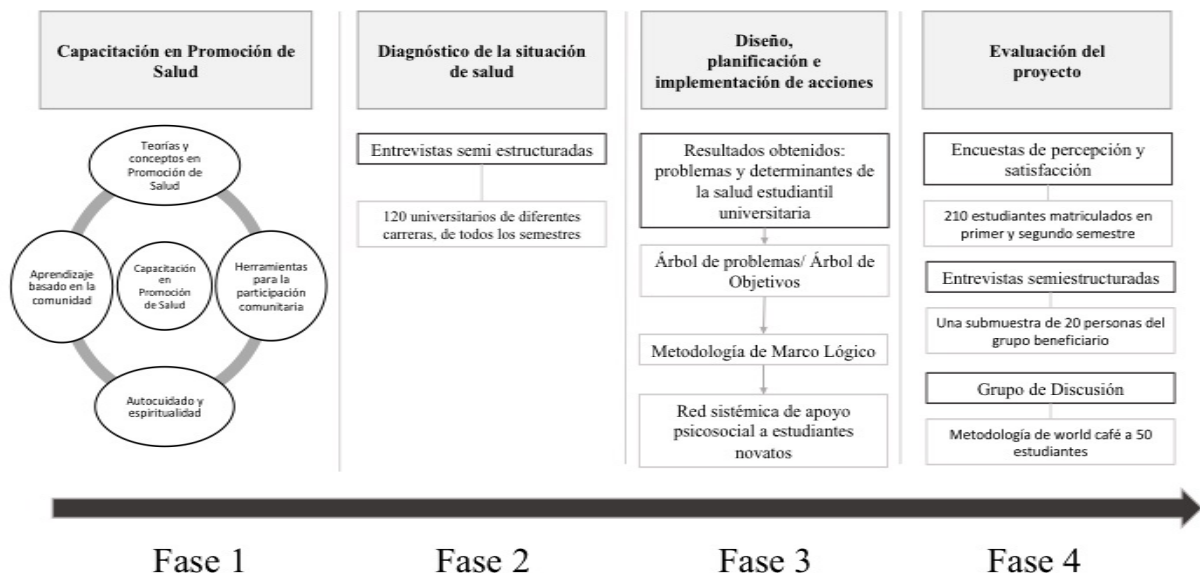 Capacitación en Promoción de
Salud
Teorías y
conceptos en
Promoción de
Salud
Aprendizaje
basado en la
comunidad
Capacitación
en
Promoción
de Salud
Herramientas
para la
participación
comunitaria
Autocuidado y
espiritualidad
Diagnóstico de la situación
de salud
Entrevistas semi estructuradas
120 universitarios de diferentes
carreras, de todos los semestres
Diseño,
planificación e
implementación de acciones
Resultados obtenidos:
problemas y determinantes de
la salud estudiantil
universitaria
Árbol de problemas/ Árbol de
Objetivos
Metodología de Marco Lógico
Red sistémica de apoyo
psicosocial a estudiantes
novatos
Evaluación del
proyecto
Encuestas de percepción y
satisfacción
210 estudiantes matriculados en
primer y segundo semestre
Entrevistas semiestructuradas
Una submuestra de 20 personas del
grupo beneficiario
Grupo de Discusión
Metodología de world café a 50
estudiantes
Fase 1
Fase 2
Fase 3
Fase 4